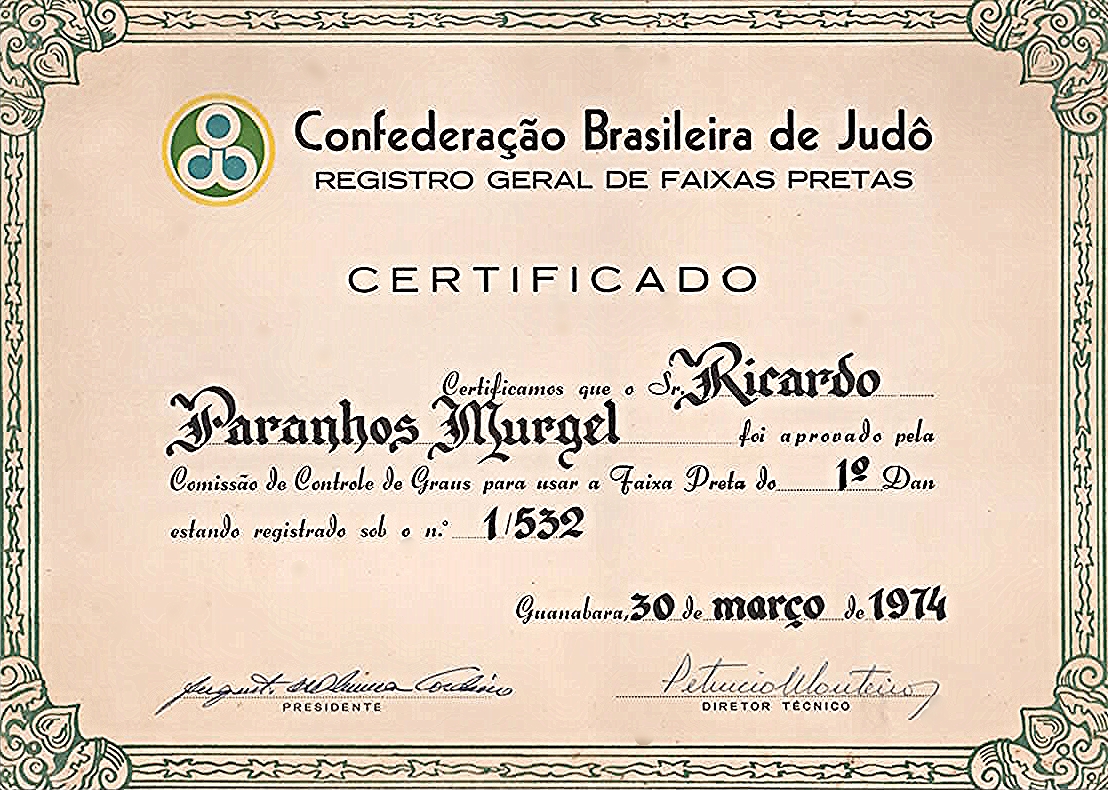 Confederação Brasileira de Judô
REGISTRO GERAL DE FAIXAS PRETAS
CERTIFICADO
Certificamos que o Sr. Ricardo
Paranhos Murgel foi aprovado pela
Comissão de Controle de Graus para usar a Faixa Preta do 1º Dan
estando registrado sob o n.º 1/532
Guanabara, 30 de março de 1974
Petrucio Monteiro
PRESIDENTE
DIRETOR TÉCNICO